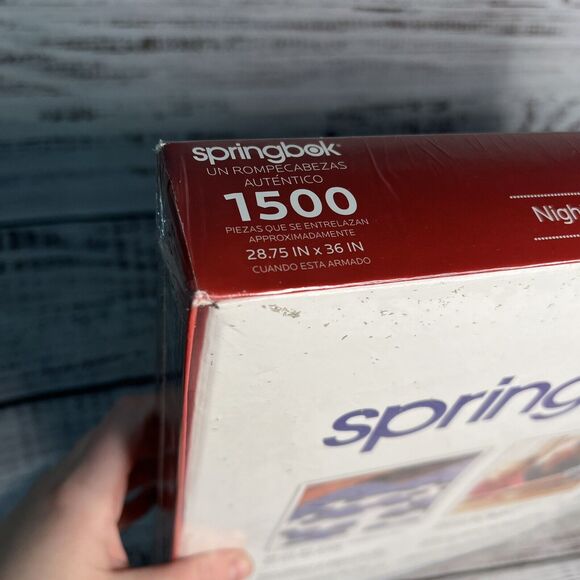 springbok
UN ROMPECABEZAS
AUTÉNTICO
1500
PIEZAS QUE SE ENTRELAZAN
APROXIMADAMENTE
28.75 IN x 36 IN
CUANDO ESTA ARMADO
Nigh
spring